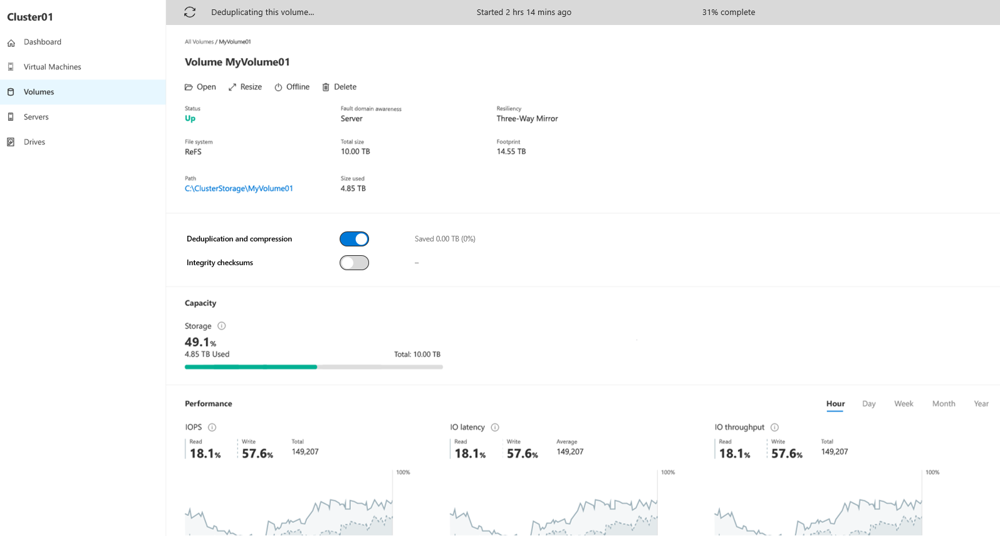 Cluster01
Dashboard
Virtual Machines
Volumes
Servers
Drives
Deduplicating this volume... Started 2 hrs 14 mins ago 31% complete
All Volumes / MyVolume01
Volume MyVolume01
Open Resize Offline Delete
Status Fault domain awareness Resiliency
Up Server Three-Way Mirror
File system Total size Footprint
ReFS 10.00 TB 14.55 TB
Path Size used
C:\ClusterStorage\MyVolume01 4.85 TB
Deduplication and compression Saved 0.00 TB (0%)
Integrity checksums –
Capacity
Storage
49.1%
4.85 TB Used Total: 10.00 TB
Performance Hour Day Week Month Year
IOPS IO latency IO throughput
Read Write Total Read Write Average Read Write Total
18.1% 57.6% 149,207 18.1% 57.6% 149,207 18.1% 57.6% 149,207
100% 100% 100%